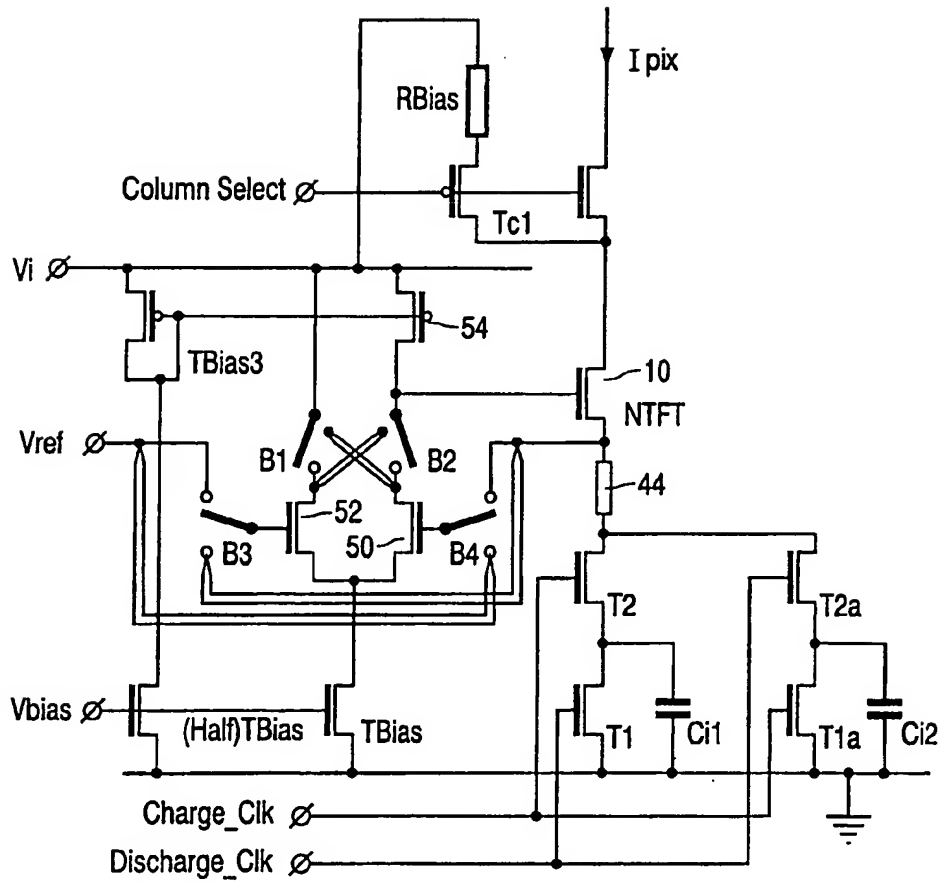 I pix
RBias
Column Select
Tc1
Vi
54
TBias3
10
NTFT
Vref
B1
B2
44
52
50
B3
B4
T2
T2a
Vbias
(Half)TBias
TBias
T1
Ci1
T1a
Ci2
Charge_Clk
Discharge_Clk